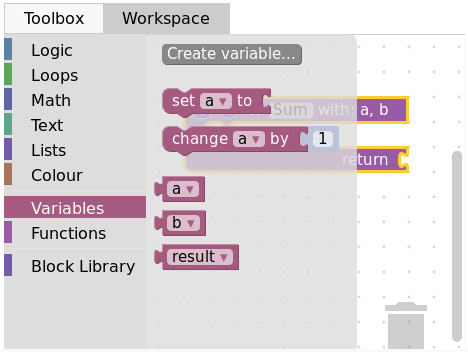 Toolbox Workspace
Logic
Loops
Math
Text
Lists
Colour
Variables
Functions
Block Library
Create variable...
set a to
Sum with: a, b
change a by 1
return
a
b
result